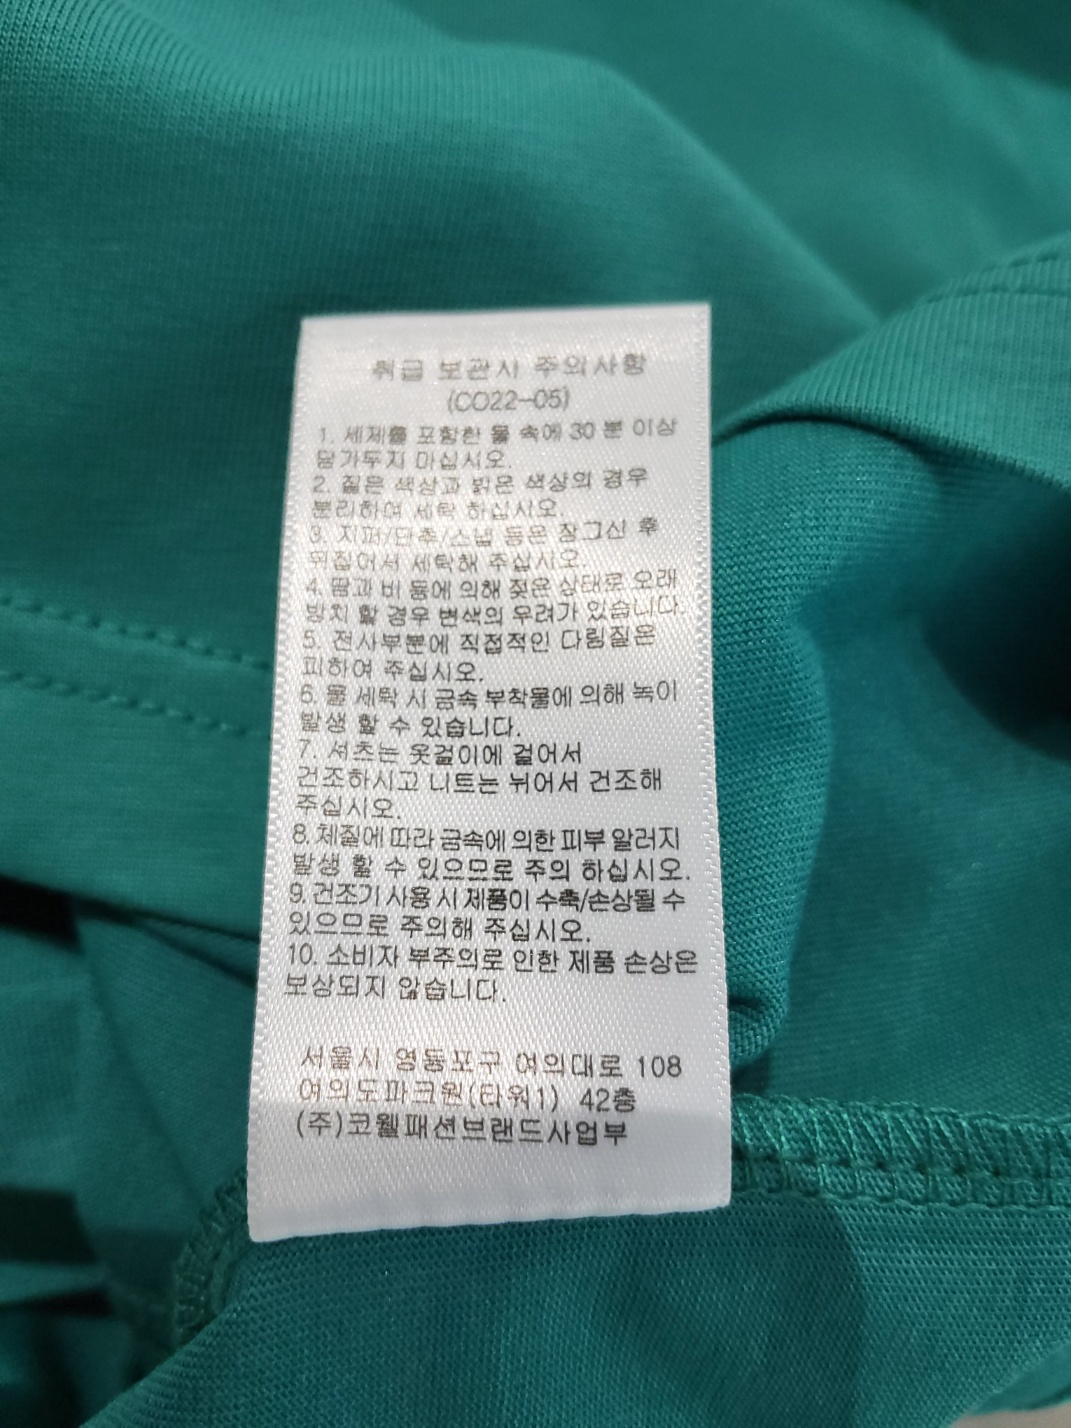 취급 보관시 주의사항
(CO22-05)
1. 세제를 포함한 물 속에 30 분 이상
담가두지 마십시오.
2. 짙은 색상과 밝은 색상의 경우
분리하여 세탁 하십시오.
3. 지퍼/단추/스냅 등은 잠그신 후
뒤집어서 세탁해 주십시오.
4. 땀과 비 등에 의해 젖은 상태로 오래
방치 할 경우 변색의 우려가 있습니다.
5. 전사부분에 직접적인 다림질은
피하여 주십시오.
6. 물 세탁 시 금속 부착물에 의해 녹이
발생 할 수 있습니다.
7. 셔츠는 옷걸이에 걸어서
건조하시고 니트는 뉘어서 건조해
주십시오.
8. 체질에 따라 금속에 의한 피부 알러지
발생 할 수 있으므로 주의 하십시오.
9. 건조기 사용 시 제품이 수축/손상될 수
있으므로 주의해 주십시오.
10. 소비자 부주의로 인한 제품 손상은
보상되지 않습니다.
서울시 영등포구 여의대로 108
여의도파크원(타워1) 42층
(주)코웰패션브랜드사업부